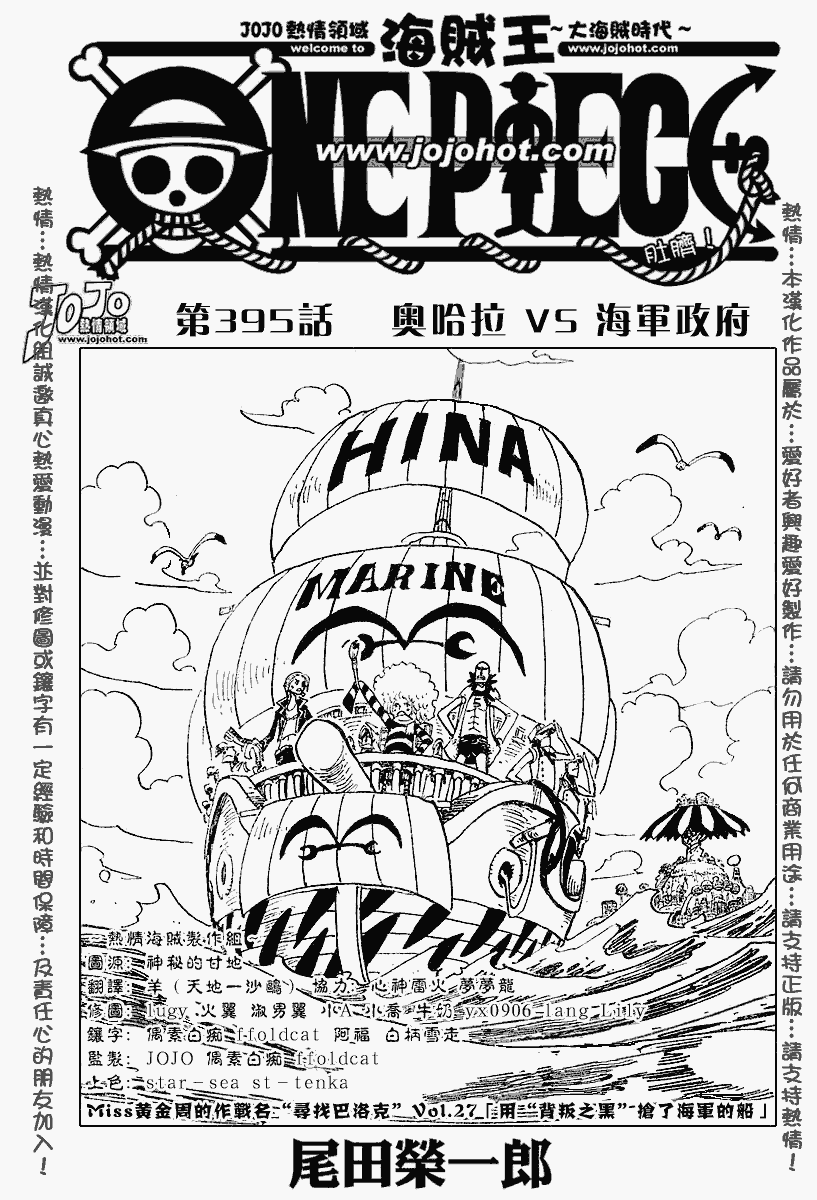 JOJO熱情領域
welcome to
海賊王
~大海賊時代~
www.jojohot.com
ONE PIECE
www.jojohot.com
肚臍！
JOJO
熱情領域
www.jojohot.com
第395話 奧哈拉 VS 海軍政府
熱情…熱情漢化組誠邀真心熱愛動漫…並對修圖或鑲字有一定經驗和時間保障…及責任心的朋友加入！
熱情…本漢化作品屬於…愛好者興趣愛好製作…請勿用於任何商業用途…請支持正版…請支持熱情！
HINA
MARINE
~熱情海賊製作組~
圖源: 神秘的甘地
翻譯: 羊（天地一沙鷗） 協力: 心神雷火 夢夢龍
修圖: lugy 火翼 淑男翼 小A 小喬 牛奶 yx0906-lang Lily
鑲字: 偶素白痴 ffoldcat 阿福 白柄雪走
監製: JOJO 偶素白痴 ffoldcat
上色: star-sea st-tenka
Miss黄金周的作戰名 “尋找巴洛克” Vol.27「用 “背叛之黑” 搶了海軍的船」
尾田榮一郎